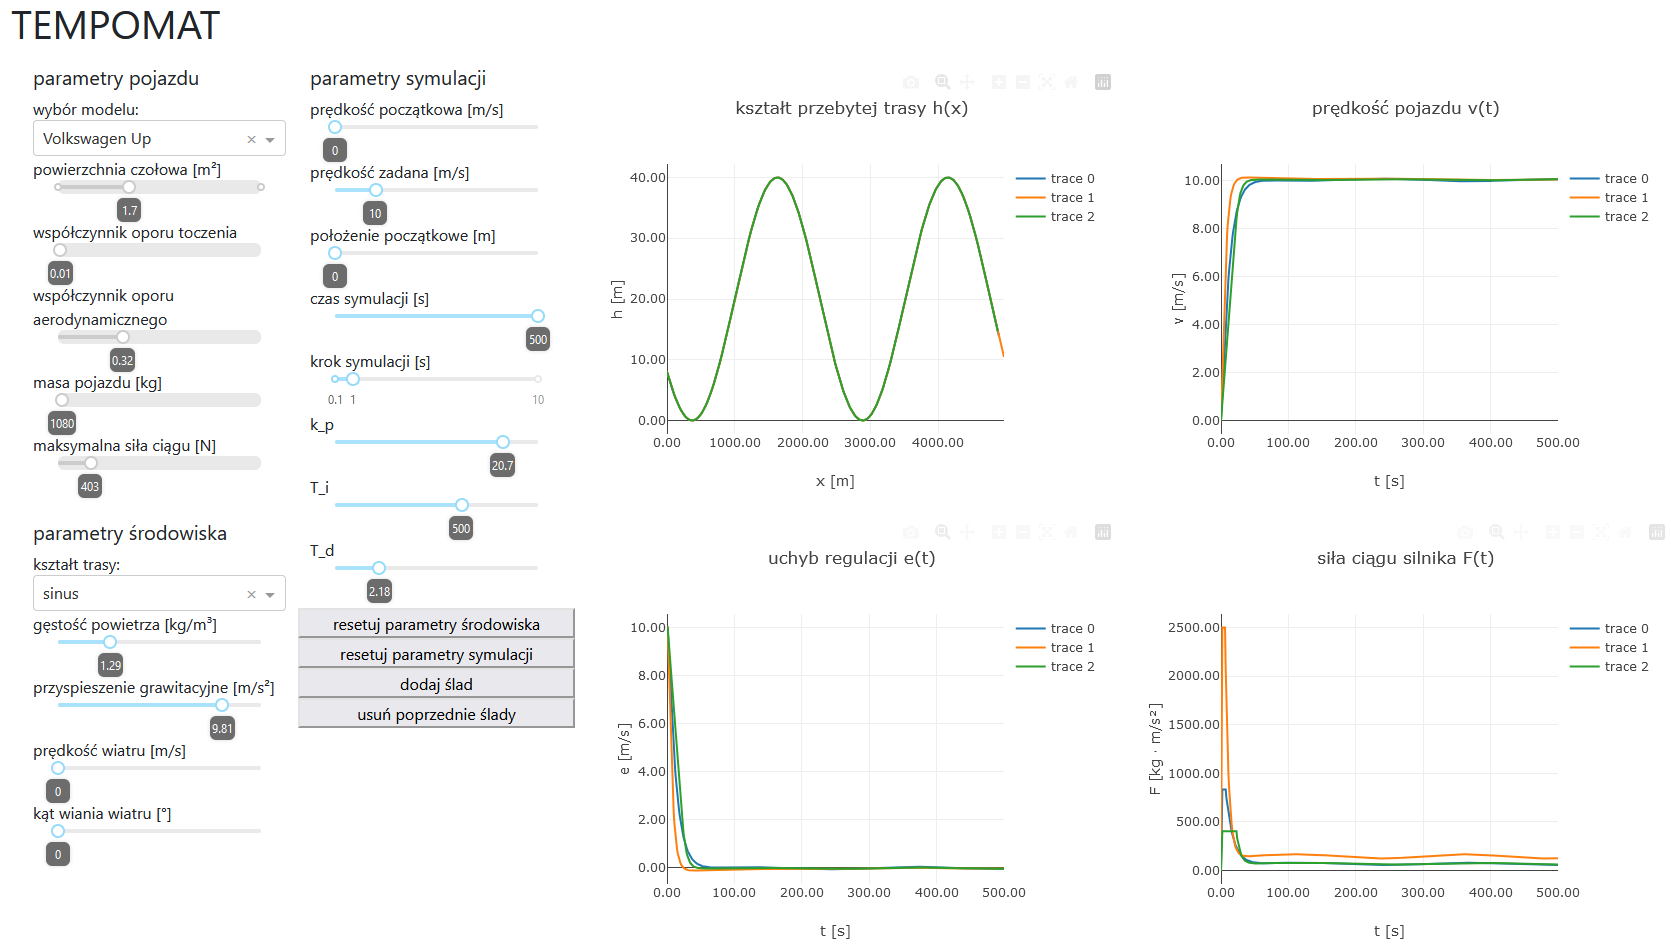 TEMPOMAT
parametry pojazdu
wybór modelu:
Volkswagen Up
powierzchnia czołowa [m²]
1.7
współczynnik oporu toczenia
0.01
współczynnik oporu
aerodynamicznego
0.32
masa pojazdu [kg]
1080
maksymalna siła ciągu [N]
403
parametry środowiska
kształt trasy:
sinus
gęstość powietrza [kg/m³]
1.29
przyspieszenie grawitacyjne [m/s²]
9.81
prędkość wiatru [m/s]
0
kąt wiania wiatru [°]
0
parametry symulacji
prędkość początkowa [m/s]
0
prędkość zadana [m/s]
10
położenie początkowe [m]
0
czas symulacji [s]
500
krok symulacji [s]
0.1 1 10
k_p
20.7
T_i
500
T_d
2.18
resetuj parametry środowiska
resetuj parametry symulacji
dodaj ślad
usuń poprzednie ślady
kształt przebytej trasy h(x)
40.00
30.00
20.00
10.00
0.00
h [m]
0.00 1000.00 2000.00 3000.00 4000.00
x [m]
trace 0
trace 1
trace 2
prędkość pojazdu v(t)
10.00
8.00
6.00
4.00
2.00
0.00
v [m/s]
0.00 100.00 200.00 300.00 400.00 500.00
t [s]
trace 0
trace 1
trace 2
uchyb regulacji e(t)
10.00
8.00
6.00
4.00
2.00
0.00
e [m/s]
0.00 100.00 200.00 300.00 400.00 500.00
t [s]
trace 0
trace 1
trace 2
siła ciągu silnika F(t)
2500.00
2000.00
1500.00
1000.00
500.00
0.00
F [kg · m/s²]
0.00 100.00 200.00 300.00 400.00 500.00
t [s]
trace 0
trace 1
trace 2